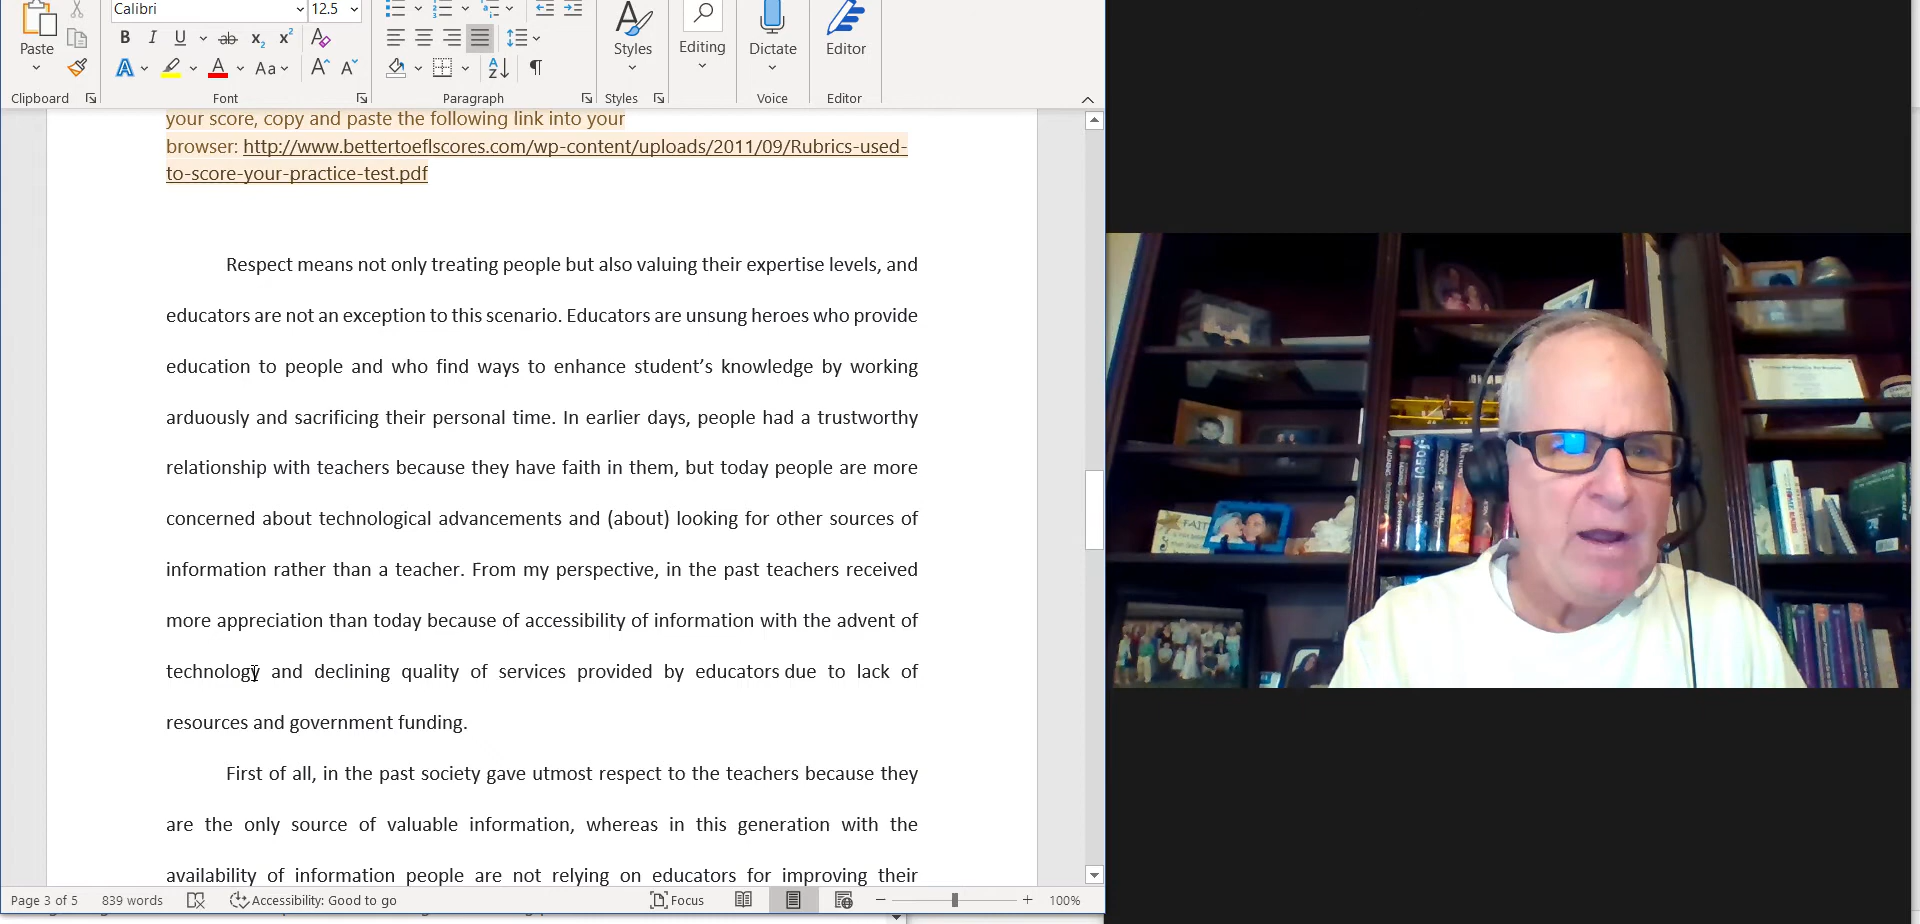 Calibri 12.5
Paste
B I U ab x₂ x²
A A Aa A A
A Z ¶
Styles Editing Dictate Editor
Clipboard Font Paragraph Styles Voice Editor
your score, copy and paste the following link into your
browser: http://www.bettertoeflscores.com/wp-content/uploads/2011/09/Rubrics-used-
to-score-your-practice-test.pdf
Respect means not only treating people but also valuing their expertise levels, and
educators are not an exception to this scenario. Educators are unsung heroes who provide
education to people and who find ways to enhance student’s knowledge by working
arduously and sacrificing their personal time. In earlier days, people had a trustworthy
relationship with teachers because they have faith in them, but today people are more
concerned about technological advancements and (about) looking for other sources of
information rather than a teacher. From my perspective, in the past teachers received
more appreciation than today because of accessibility of information with the advent of
technology and declining quality of services provided by educators due to lack of
resources and government funding.
First of all, in the past society gave utmost respect to the teachers because they
are the only source of valuable information, whereas in this generation with the
availability of information people are not relying on educators for improving their
Page 3 of 5 839 words Accessibility: Good to go Focus 100%
FAITH